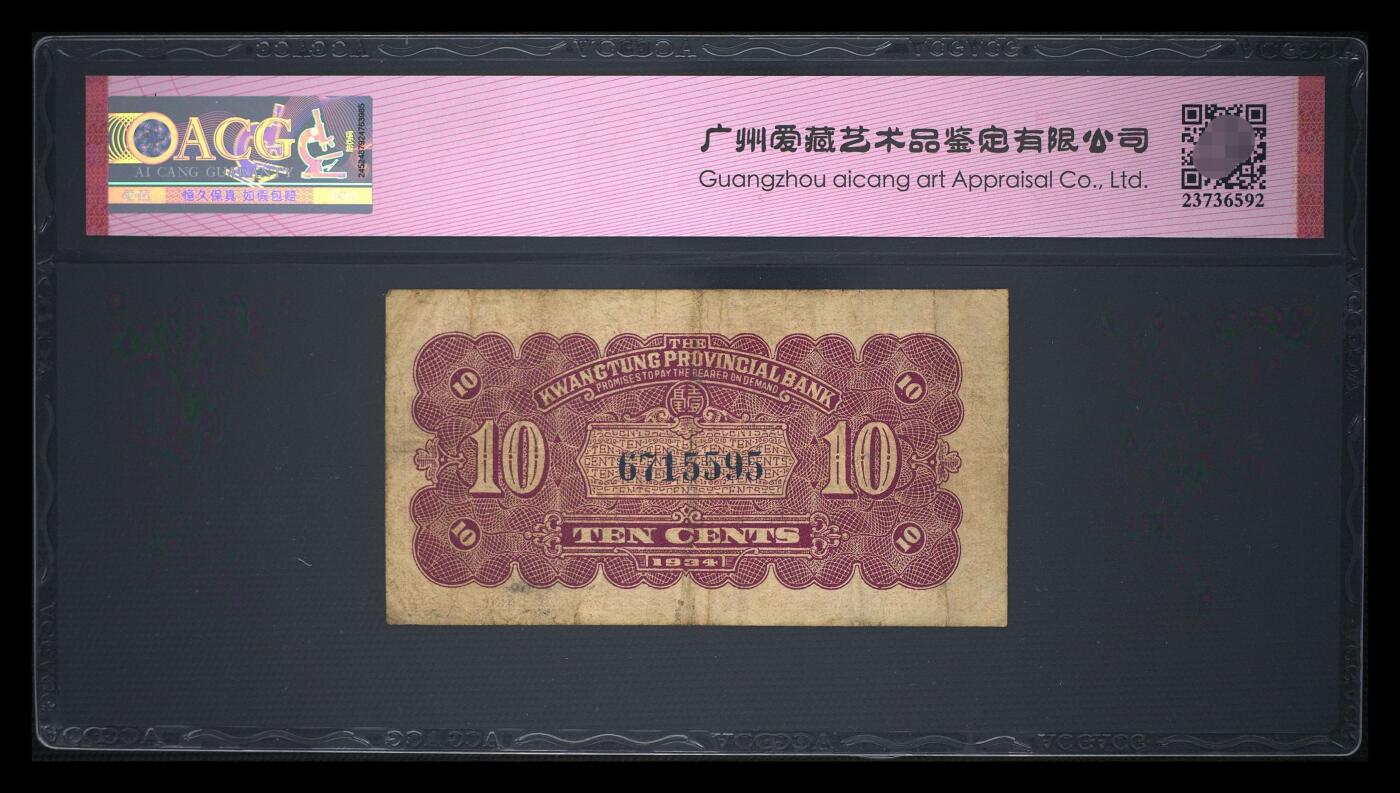 ACG
AI CANG GUARANTY
恒久保真 如假包赔
广州爱藏艺术品鉴定有限公司
Guangzhou aicang art Appraisal Co., Ltd.
23736592
THE
KWANGTUNG PROVINCIAL BANK
PROMISES TO PAY THE BEARER ON DEMAND
10 10
10 10
6715595
10 10
TEN CENTS
1934